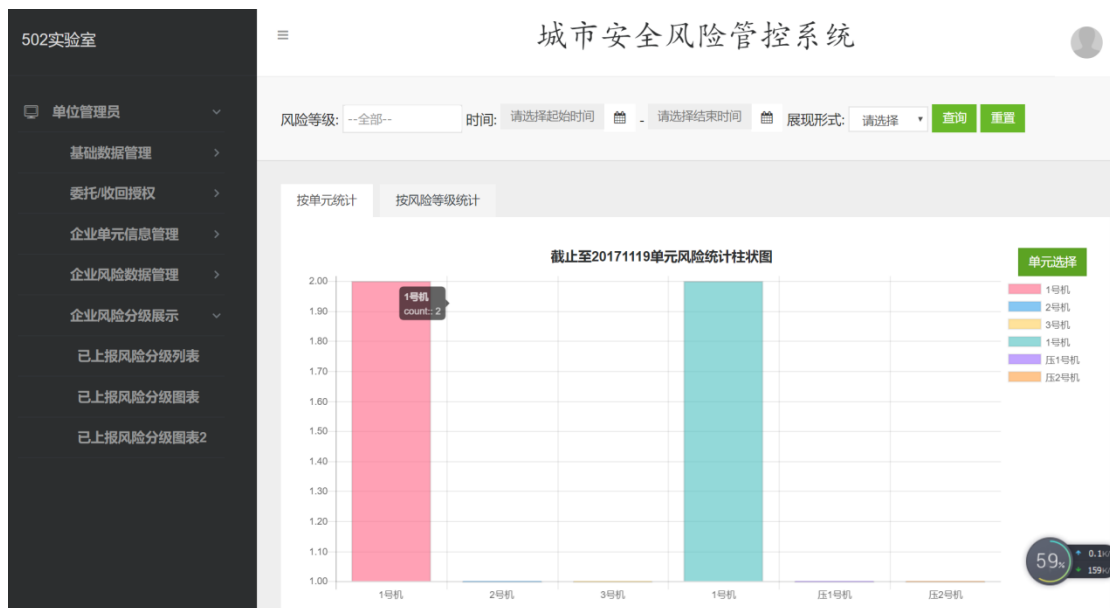 502实验室
城市安全风险管控系统
单位管理员
基础数据管理
委托/收回授权
企业单元信息管理
企业风险数据管理
企业风险分级展示
已上报风险分级列表
已上报风险分级图表
已上报风险分级图表2
风险等级: --全部-- 时间: 请选择起始时间 - 请选择结束时间 展现形式: 请选择 查询 重置
按单元统计 按风险等级统计
截止至20171119单元风险统计柱状图
单元选择
1号机
2号机
3号机
1号机
压1号机
压2号机
1号机
count:: 2
2.00
1.90
1.80
1.70
1.60
1.50
1.40
1.30
1.20
1.10
1.00
1号机 2号机 3号机 1号机 压1号机 压2号机
59%
0.1K/
159K/